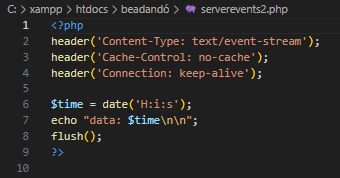 C: > xampp > htdocs > beadandó > serverevents2.php
1 <?php
2 header('Content-Type: text/event-stream');
3 header('Cache-Control: no-cache');
4 header('Connection: keep-alive');
5
6 $time = date('H:i:s');
7 echo "data: $time\n\n";
8 flush();
9 ?>
10